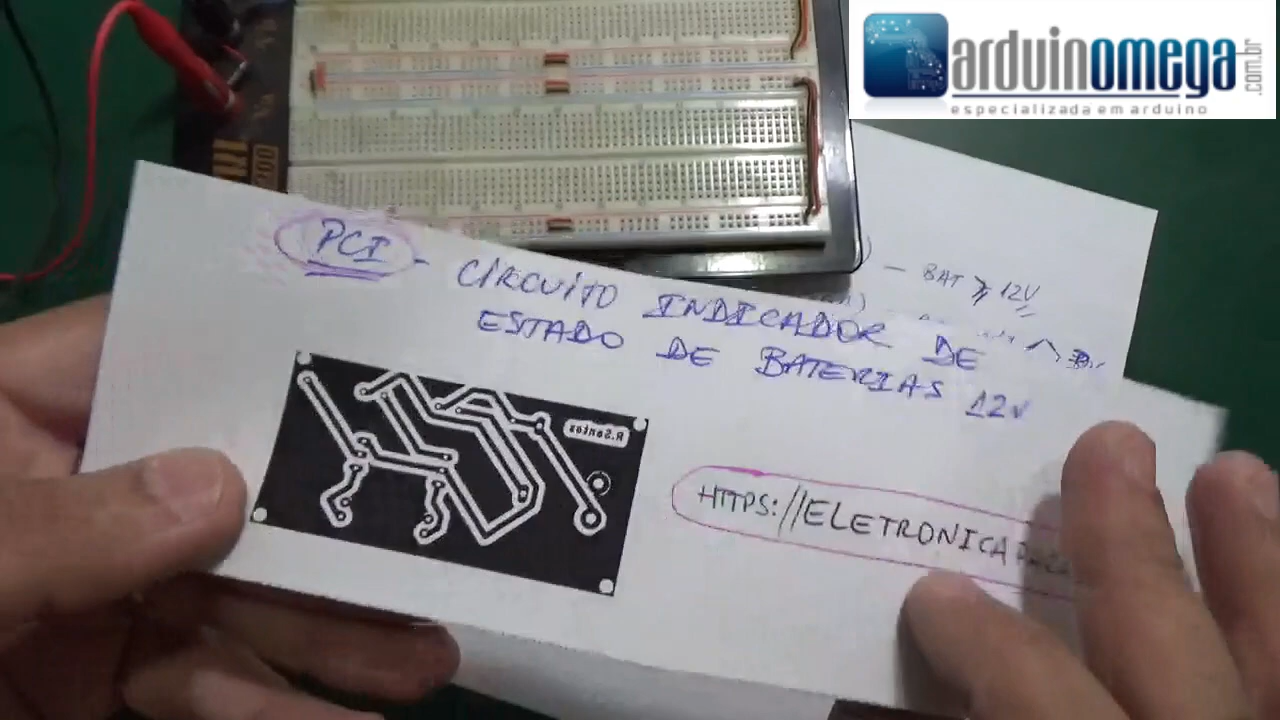 arduinomega
.com.br
especializada em arduino
PCI - CIRCUITO INDICADOR DE
ESTADO DE BATERIAS 12V
— BAT ⩾ 12V
R.Santos
HTTPS://ELETRONICA